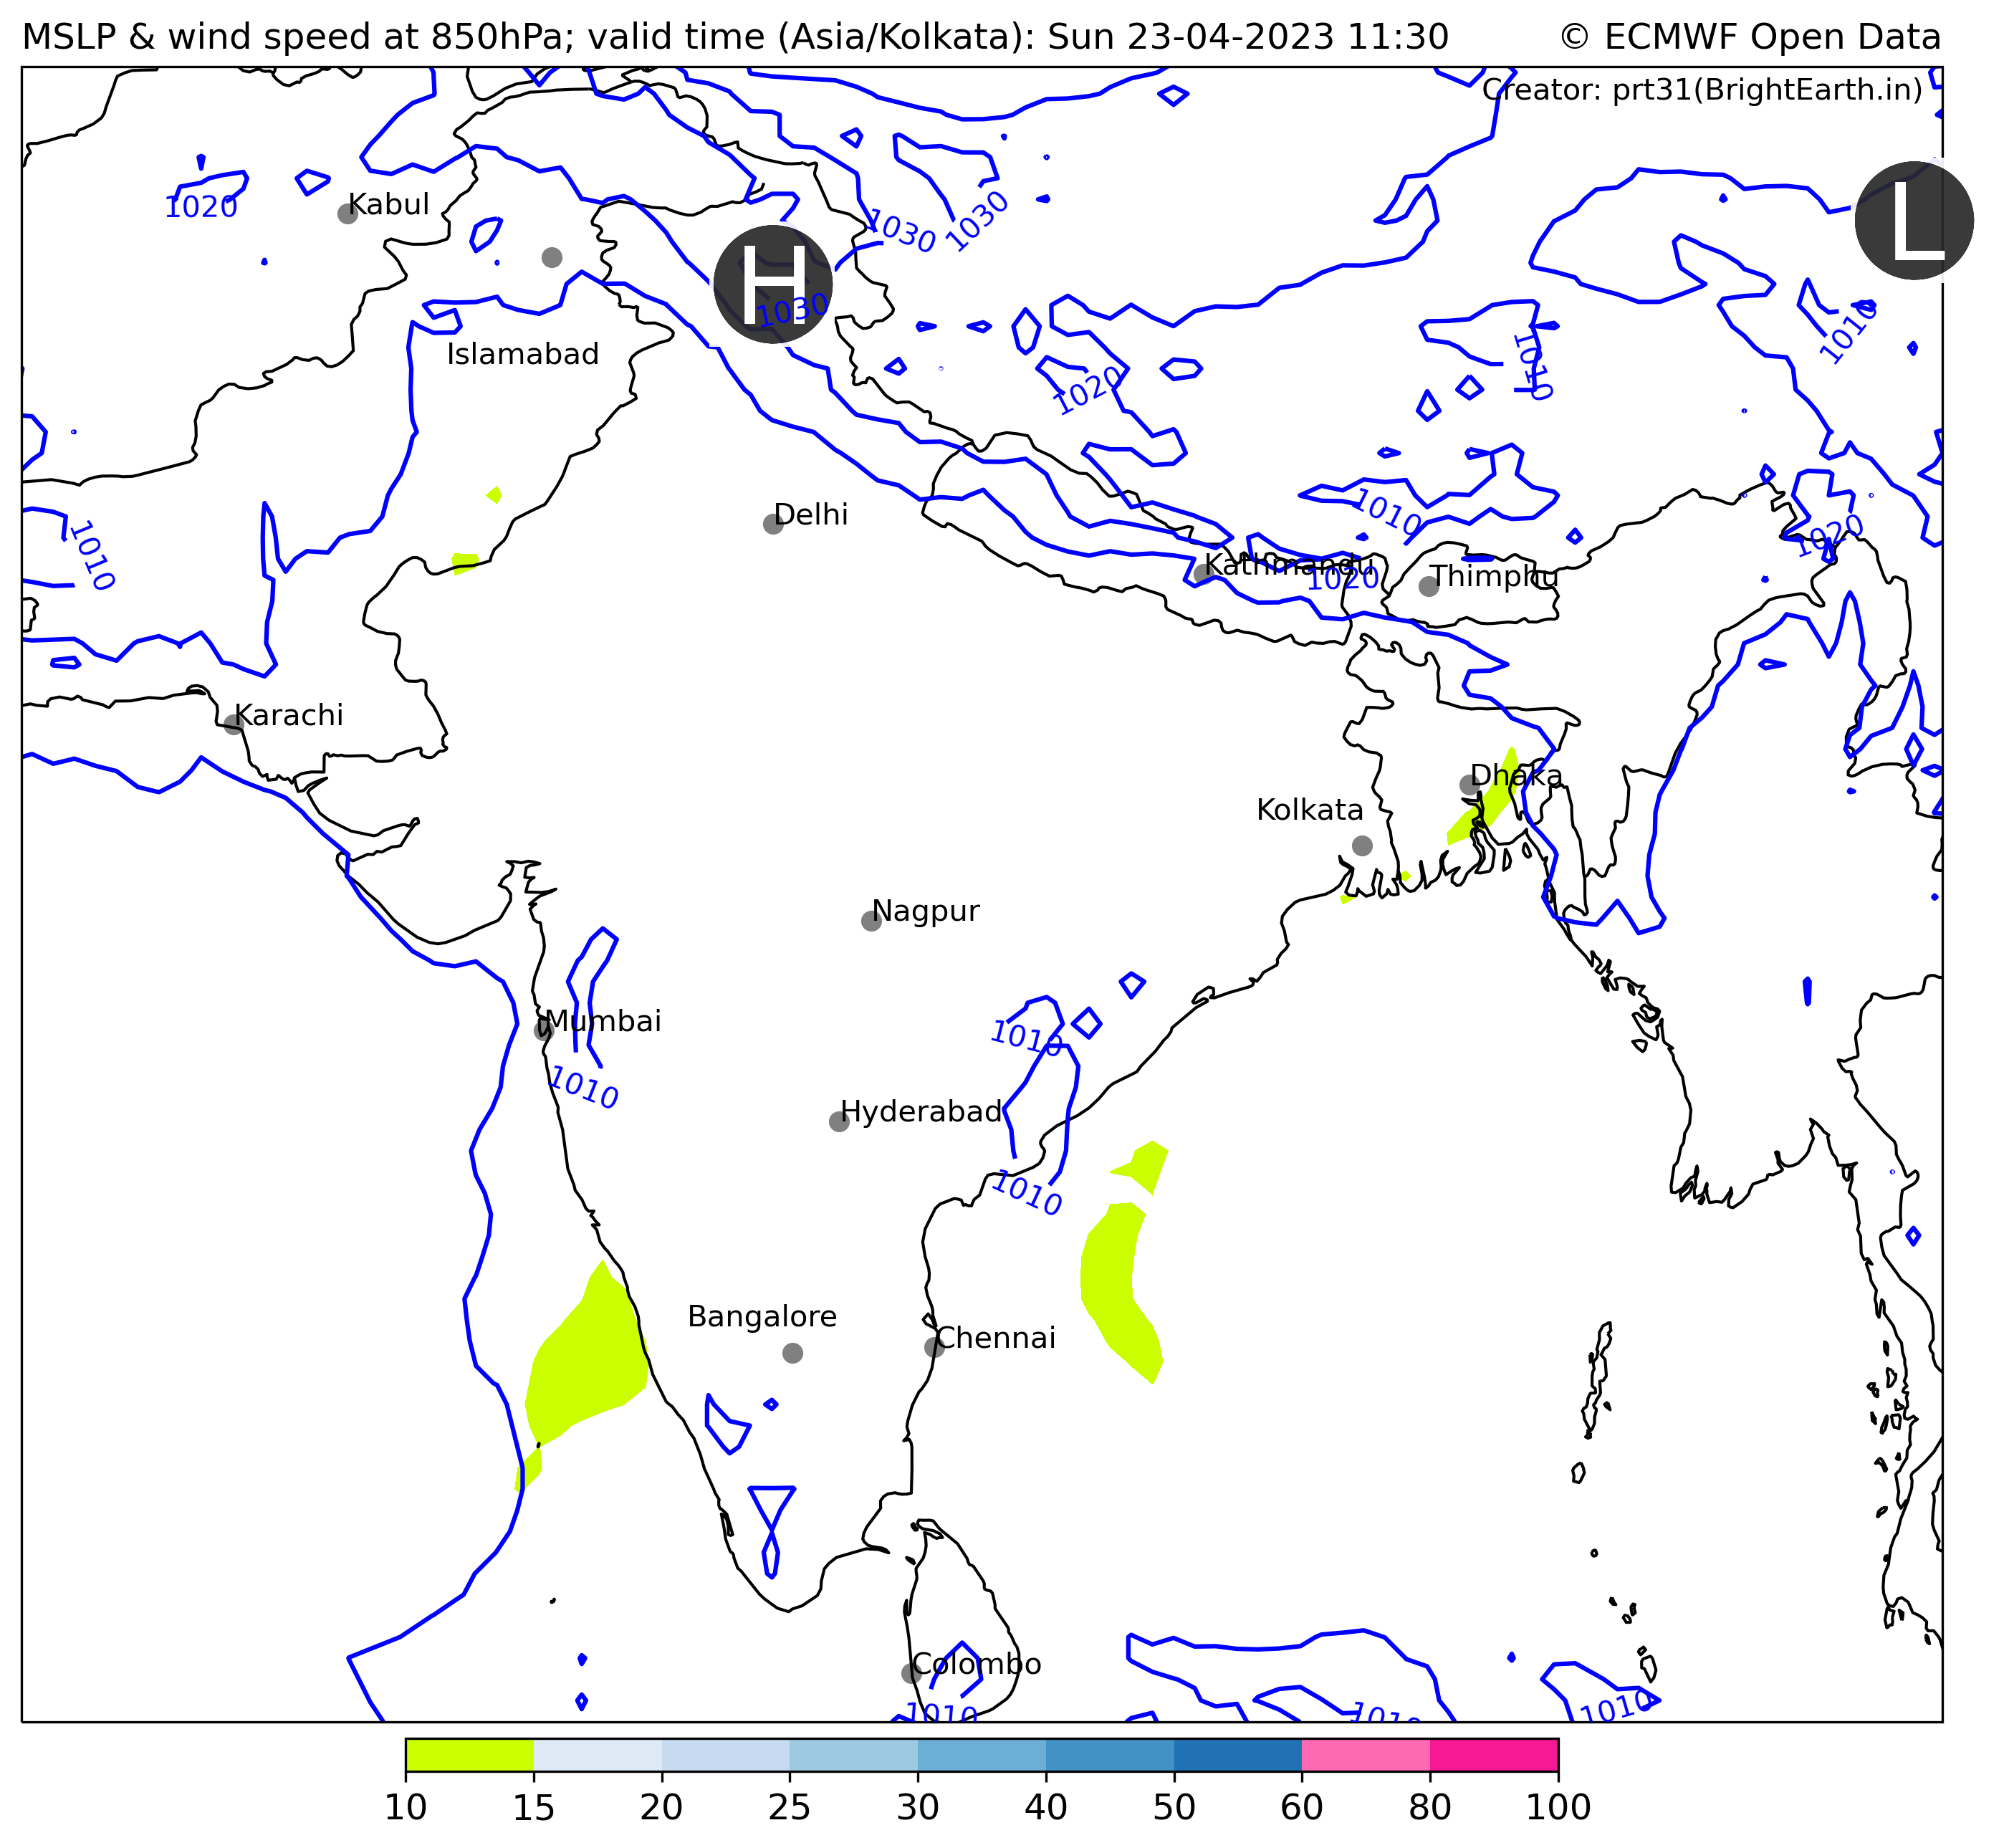 MSLP & wind speed at 850hPa; valid time (Asia/Kolkata): Sun 23-04-2023 11:30 © ECMWF Open Data
Creator: prt31(BrightEarth.in)
1020
Kabul
1030
1030
L
H
1030
1010
Islamabad
1010
1020
1010
Delhi
1010
1020
Kathmandu
1020
Thimphu
Karachi
Dhaka
Kolkata
Nagpur
Mumbai
1010
1010
Hyderabad
1010
Bangalore
Chennai
Colombo
1010
1010
1010
10 15 20 25 30 40 50 60 80 100